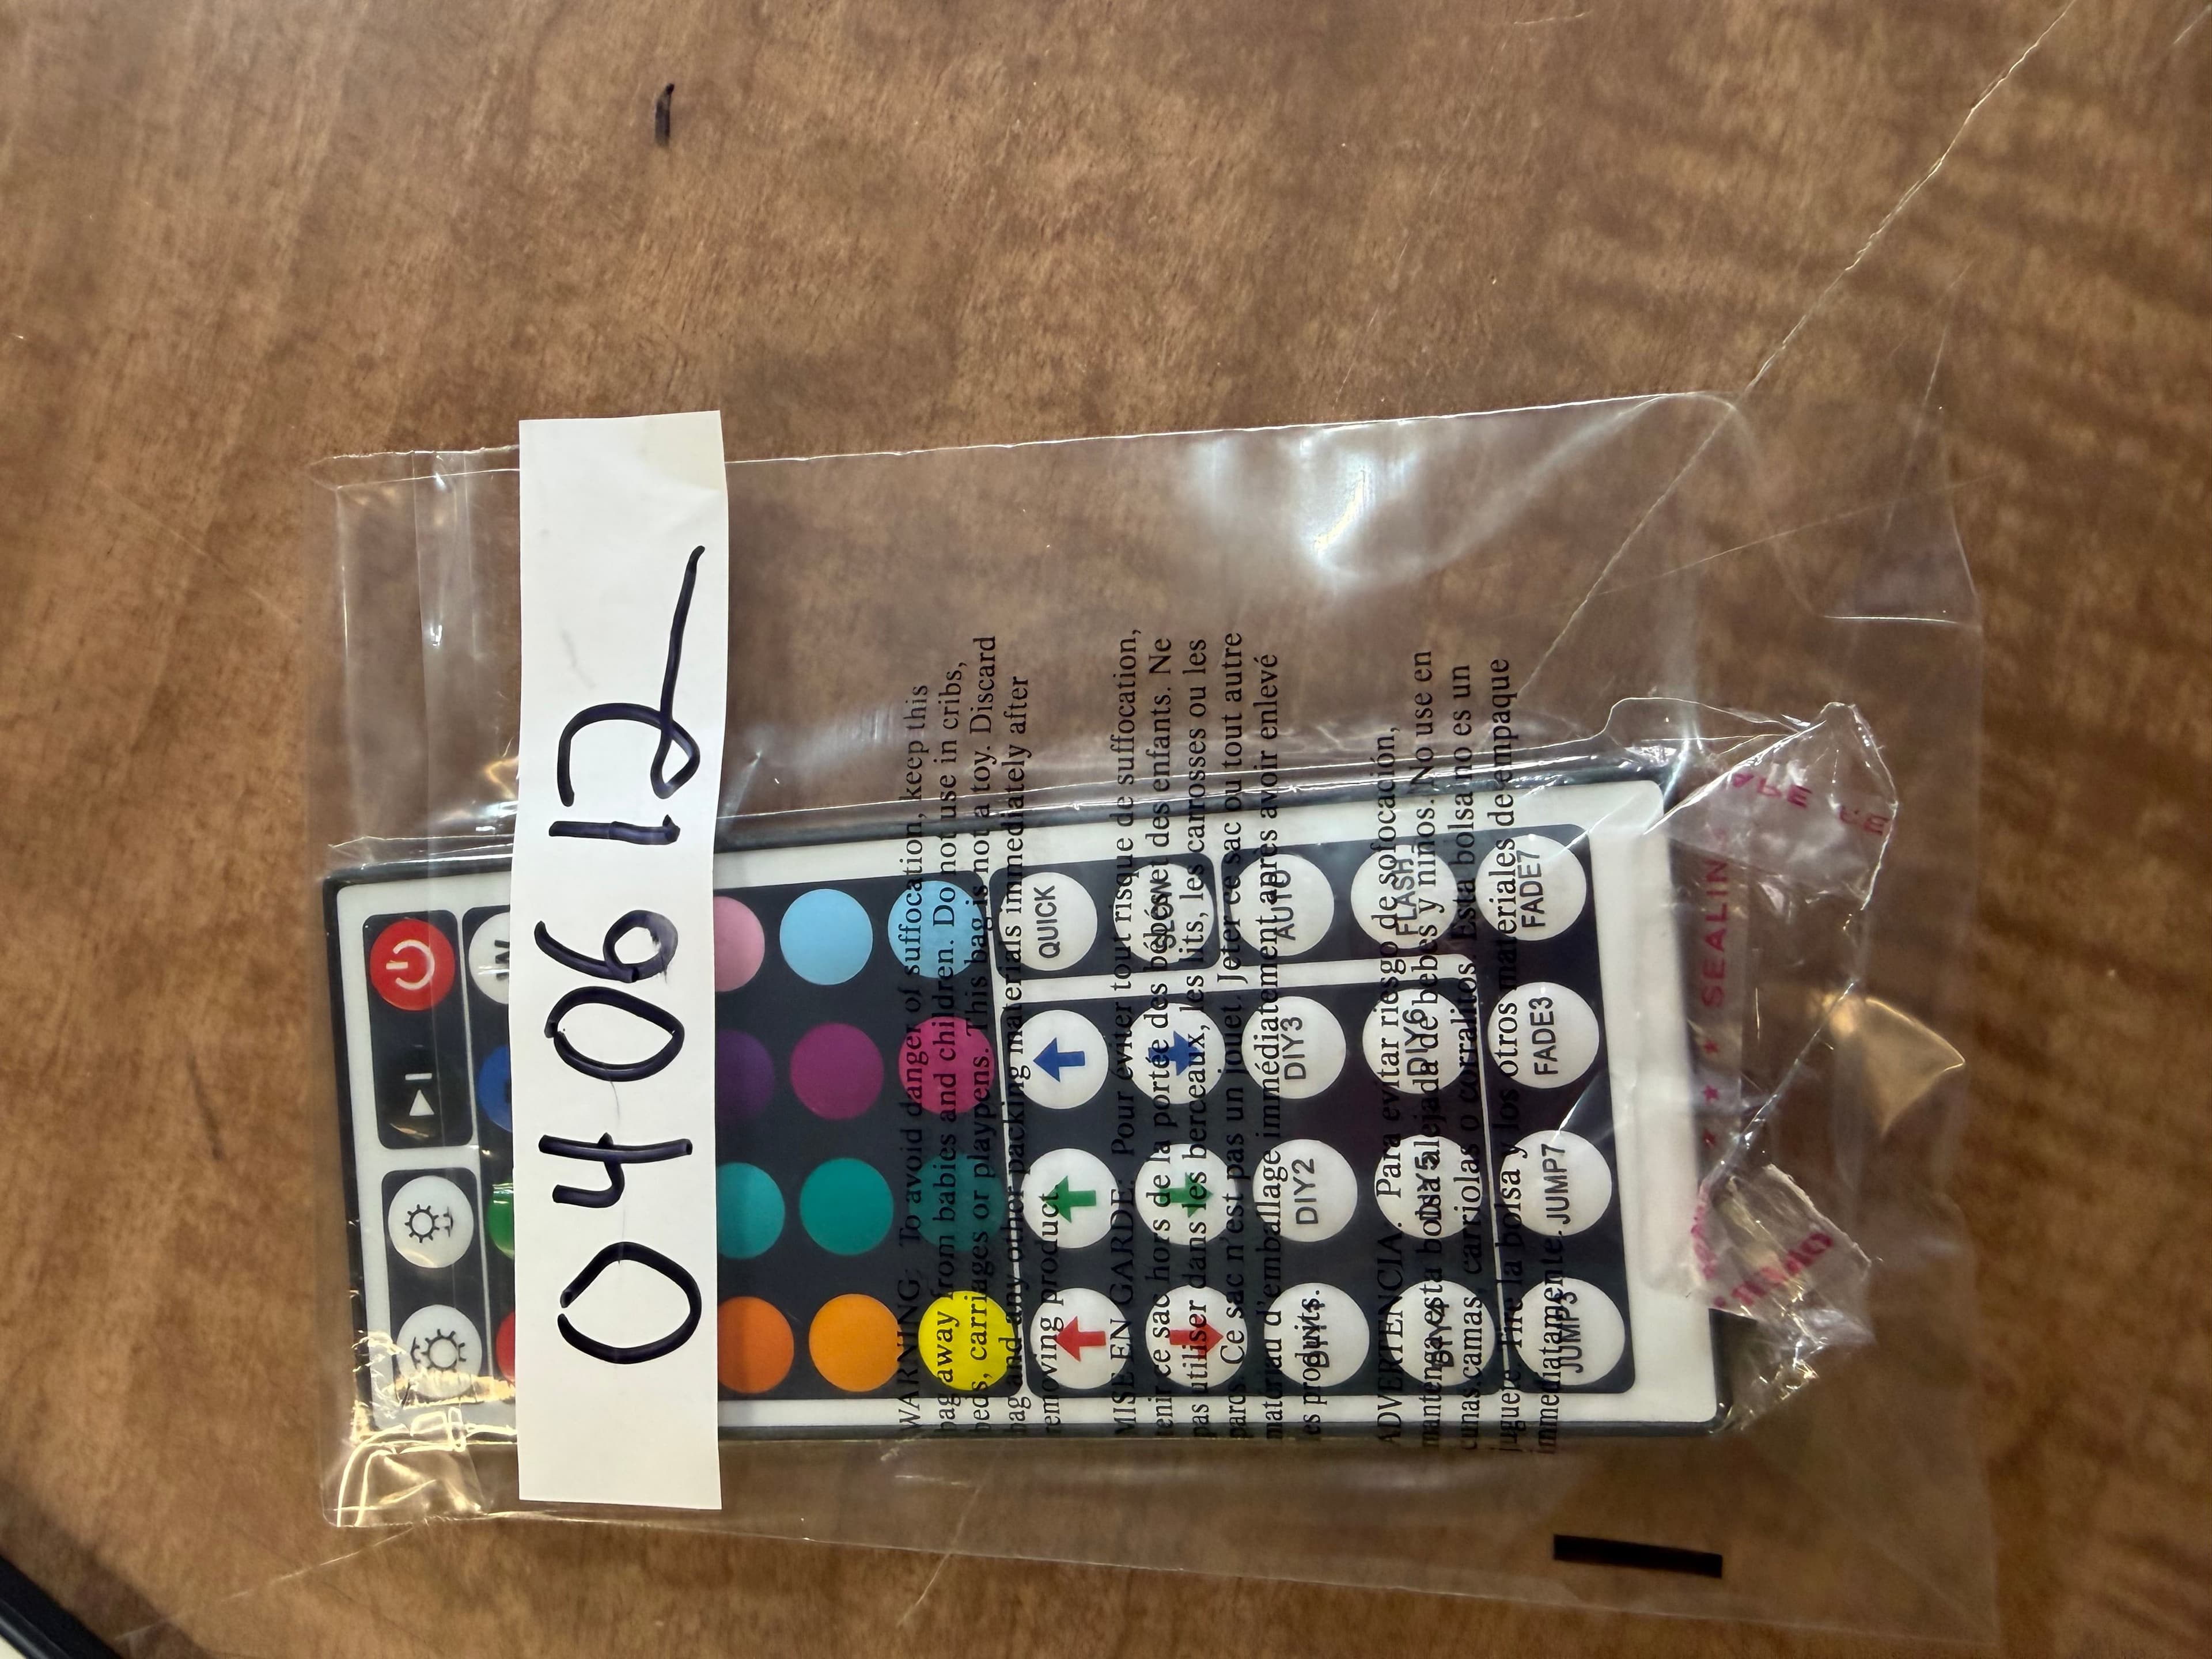 040612
W
QUICK
SLOW
DIY1
DIY2
DIY3
AUTO
DIY4
DIY5
DIY6
FLASH
JUMP3
JUMP7
FADE3
FADE7
WARNING: To avoid danger of suffocation, keep this
bag away from babies and children. Do not use in cribs,
beds, carriages or playpens. This bag is not a toy. Discard
bag and any other packing materials immediately after
removing product.
MISE EN GARDE: Pour éviter tout risque de suffocation,
tenir ce sac hors de la portée des bébés et des enfants. Ne
pas utiliser dans les berceaux, les lits, les carrosses ou les
parcs. Ce sac n'est pas un jouet. Jeter ce sac ou tout autre
matériau d'emballage immédiatement après avoir enlevé
les produits.
ADVERTENCIA: Para evitar riesgo de sofocación,
mantenga esta bolsa alejada de bebés y niños. No use en
cunas, camas, carriolas o corralitos. Esta bolsa no es un
juguete. Tire la bolsa y los otros materiales de empaque
immediatamente.
SEALIN